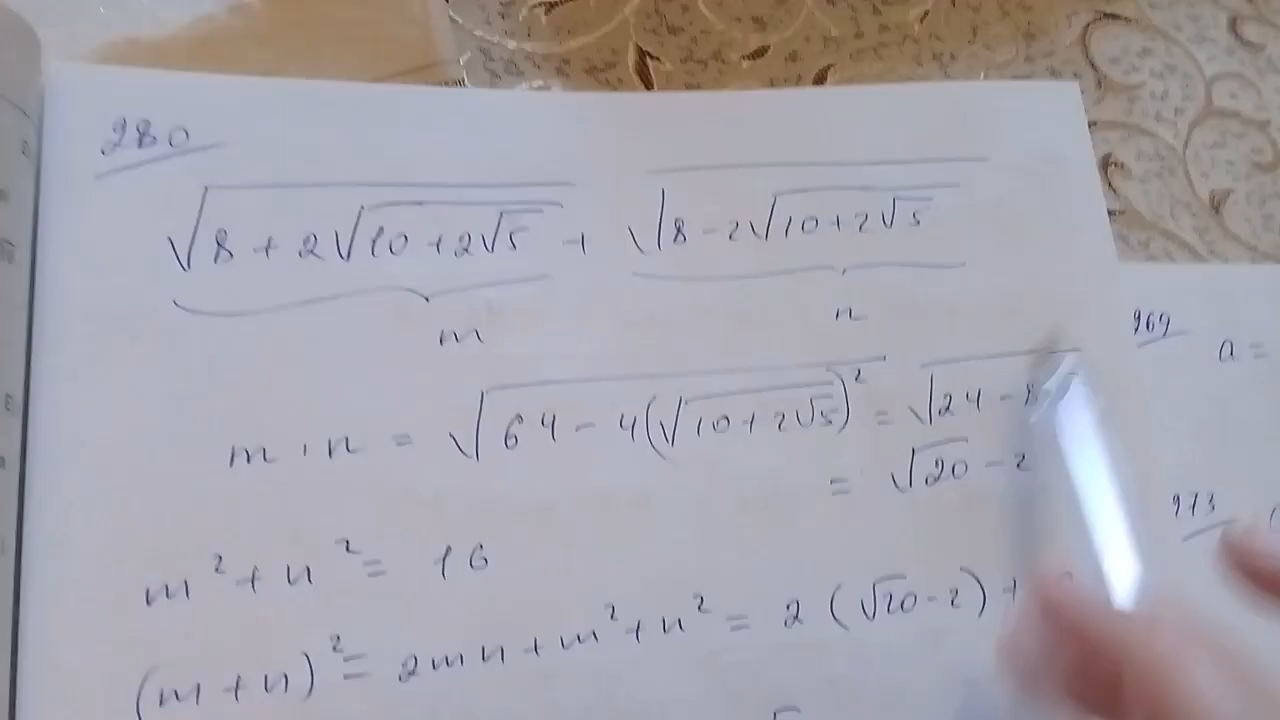 280
√(8 + 2√(10 + 2√5)) + √(8 - 2√(10 + 2√5))
m n
m · n = √(64 - 4(√(10 + 2√5))²) = √(24 - 8
= √20 - 2
m² + n² = 16
(m + n)² = 2mn + m² + n² = 2(√20 - 2) +
969
a =
973